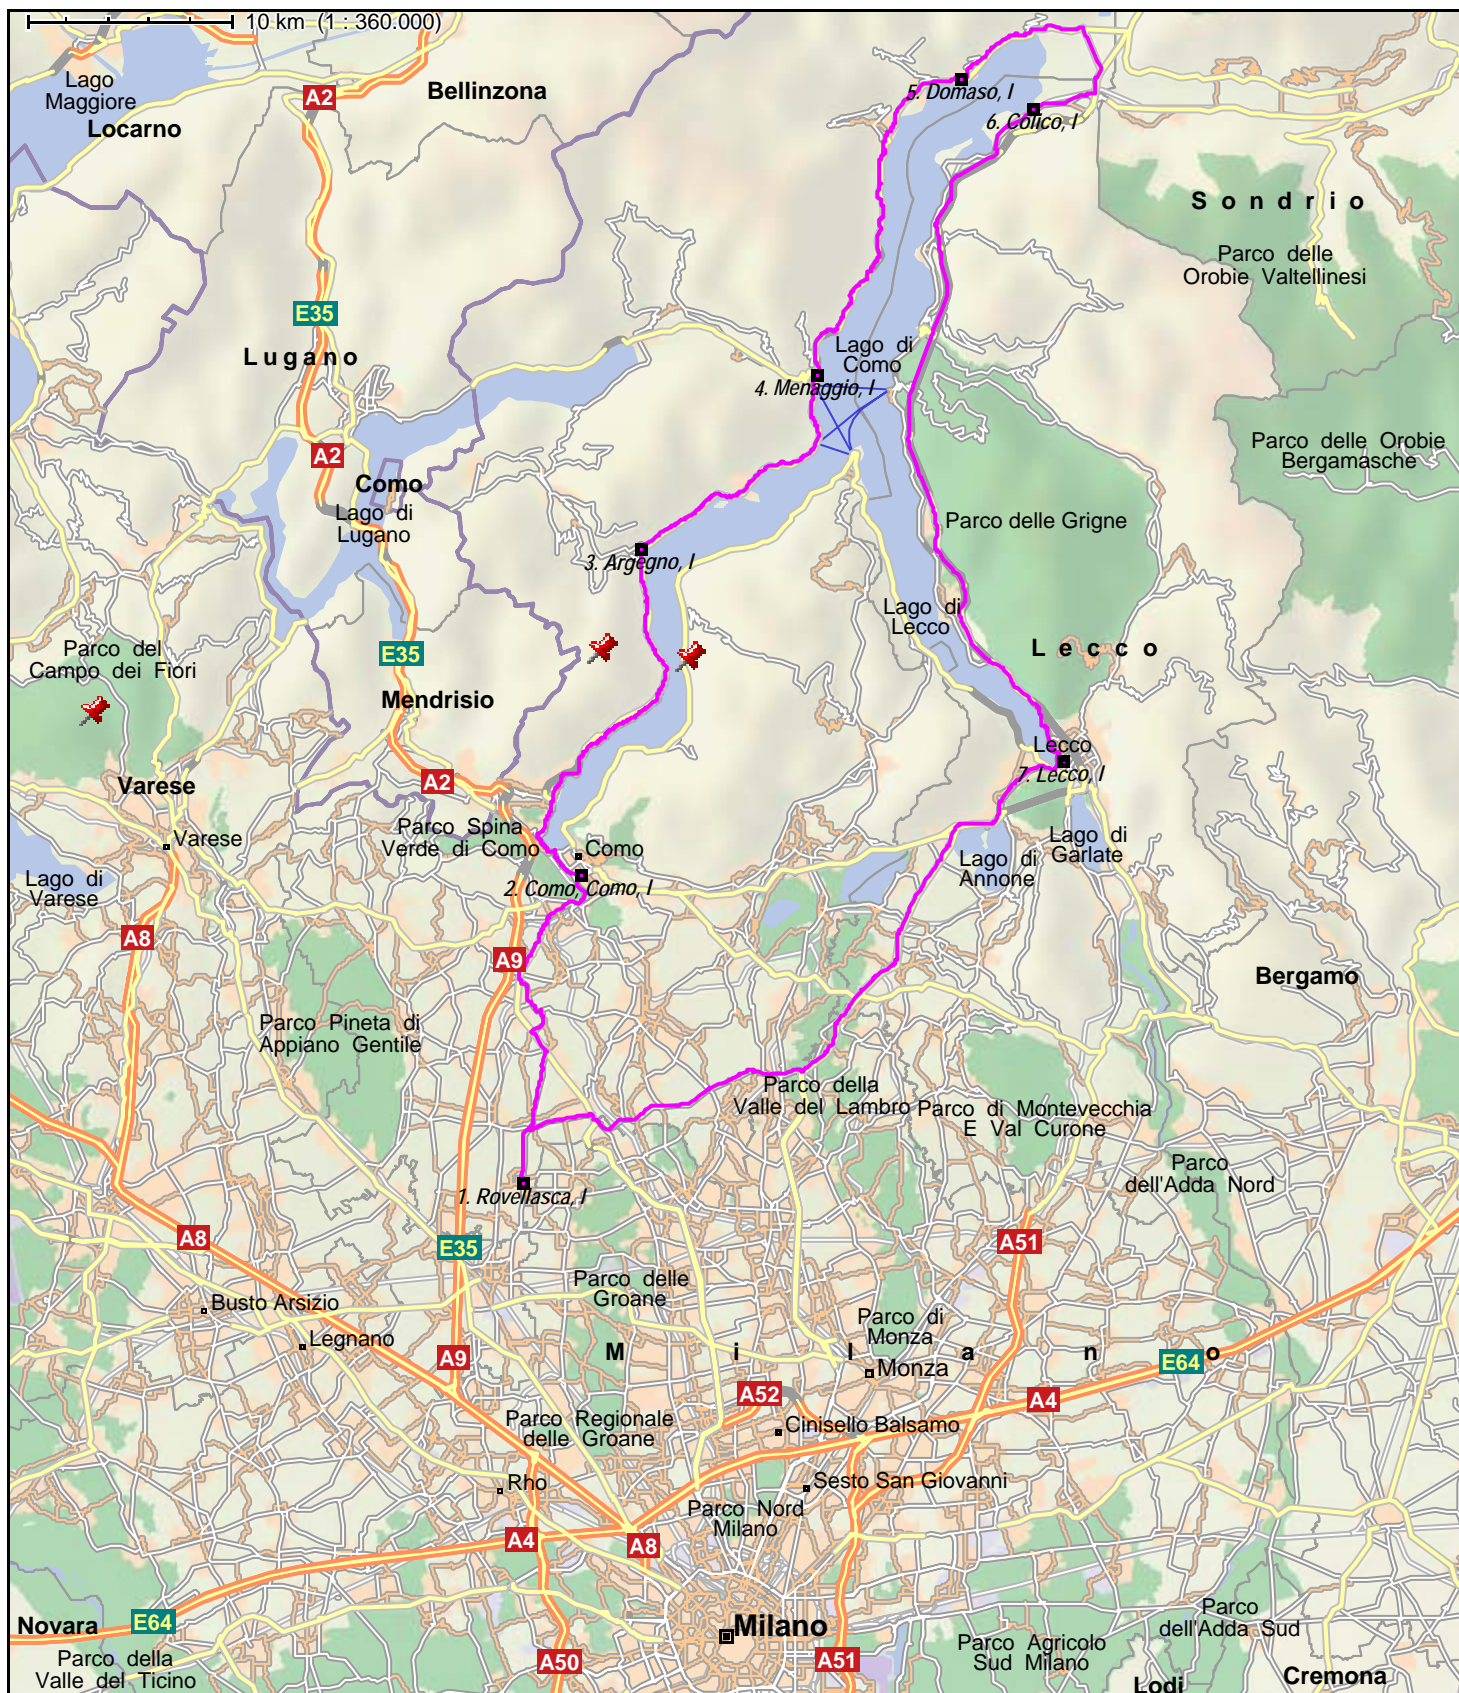 10 km (1 : 360.000)
Lago
Maggiore
Locarno
A2
Bellinzona
5. Domaso, I
6. Colico, I
Sondrio
Parco delle
Orobie Valtellinesi
E35
Lugano
Lago di
Como
4. Menaggio, I
A2
Como
Lago di
Lugano
Parco delle Orobie
Bergamasche
Parco delle Grigne
3. Argegno, I
Lago di
Lecco
Lecco
Parco del
Campo dei Fiori
E35
Mendrisio
Varese
A2
Lecco
7. Lecco, I
Varese
Parco Spina
Verde di Como
Como
2. Como, Como, I
Lago di
Garlate
Lago di
Annone
Lago di
Varese
A8
A9
Bergamo
Parco Pineta di
Appiano Gentile
Parco della
Valle del Lambro
Parco di Montevecchia
E Val Curone
Parco
dell'Adda Nord
1. Rovellasca, I
A8
E35
A51
Parco delle
Groane
Busto Arsizio
Legnano
Parco di
Monza
Milano
A9
Monza
E64
A52
A4
Parco Regionale
delle Groane
Cinisello Balsamo
Rho
Sesto San Giovanni
Parco Nord
Milano
A4
A8
Novara
E64
Milano
Parco
dell'Adda Sud
Parco della
Valle del Ticino
A50
A51
Parco Agricolo
Sud Milano
Lodi
Cremona